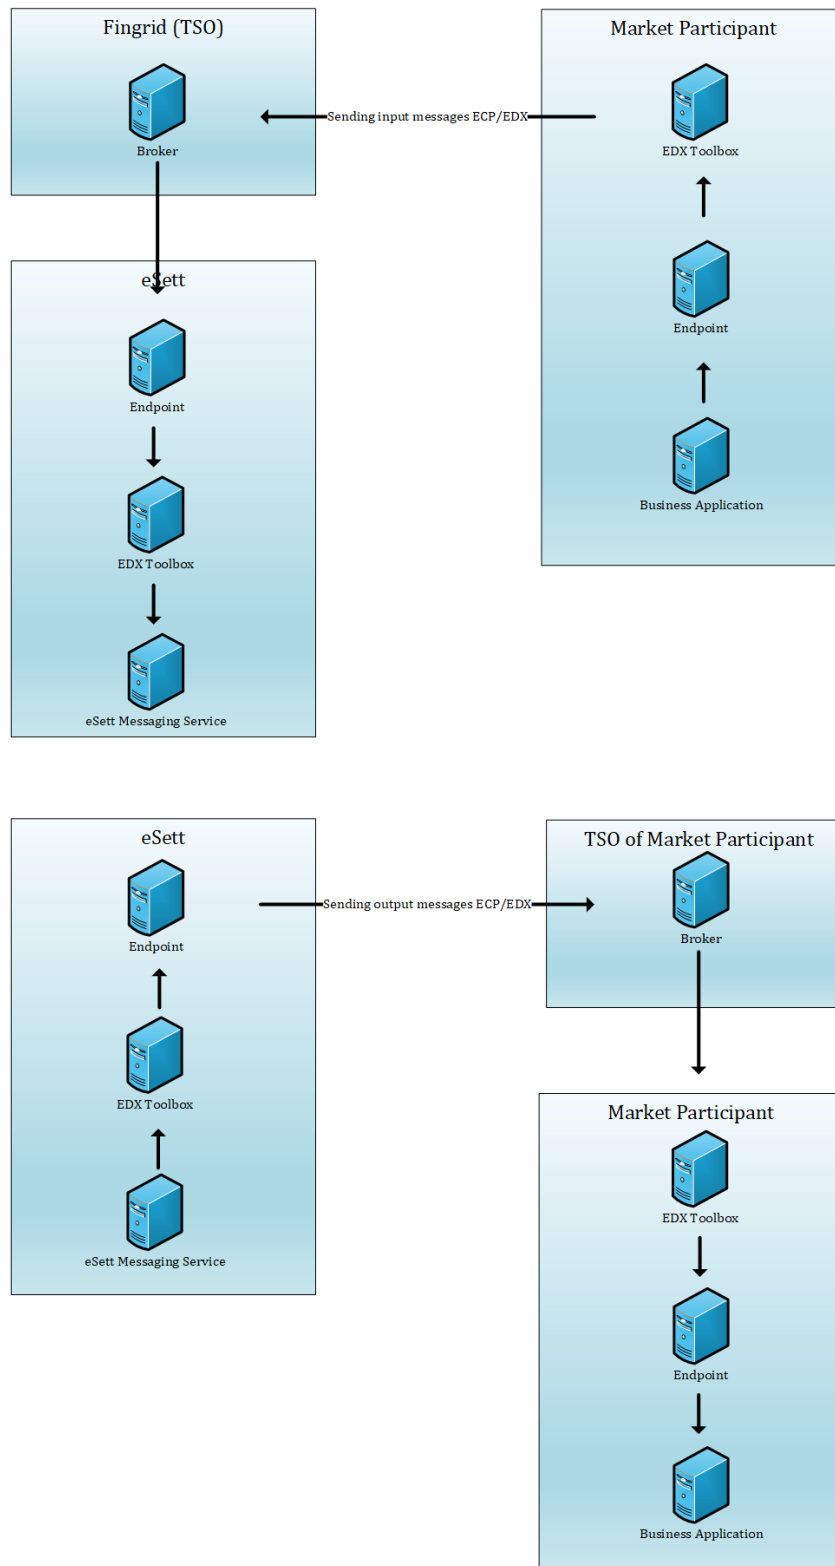 Fingrid (TSO)
Broker
Market Participant
EDX Toolbox
Endpoint
Business Application
Sending input messages ECP/EDX
eSett
Endpoint
EDX Toolbox
eSett Messaging Service
eSett
Endpoint
EDX Toolbox
eSett Messaging Service
Sending output messages ECP/EDX
TSO of Market Participant
Broker
Market Participant
EDX Toolbox
Endpoint
Business Application